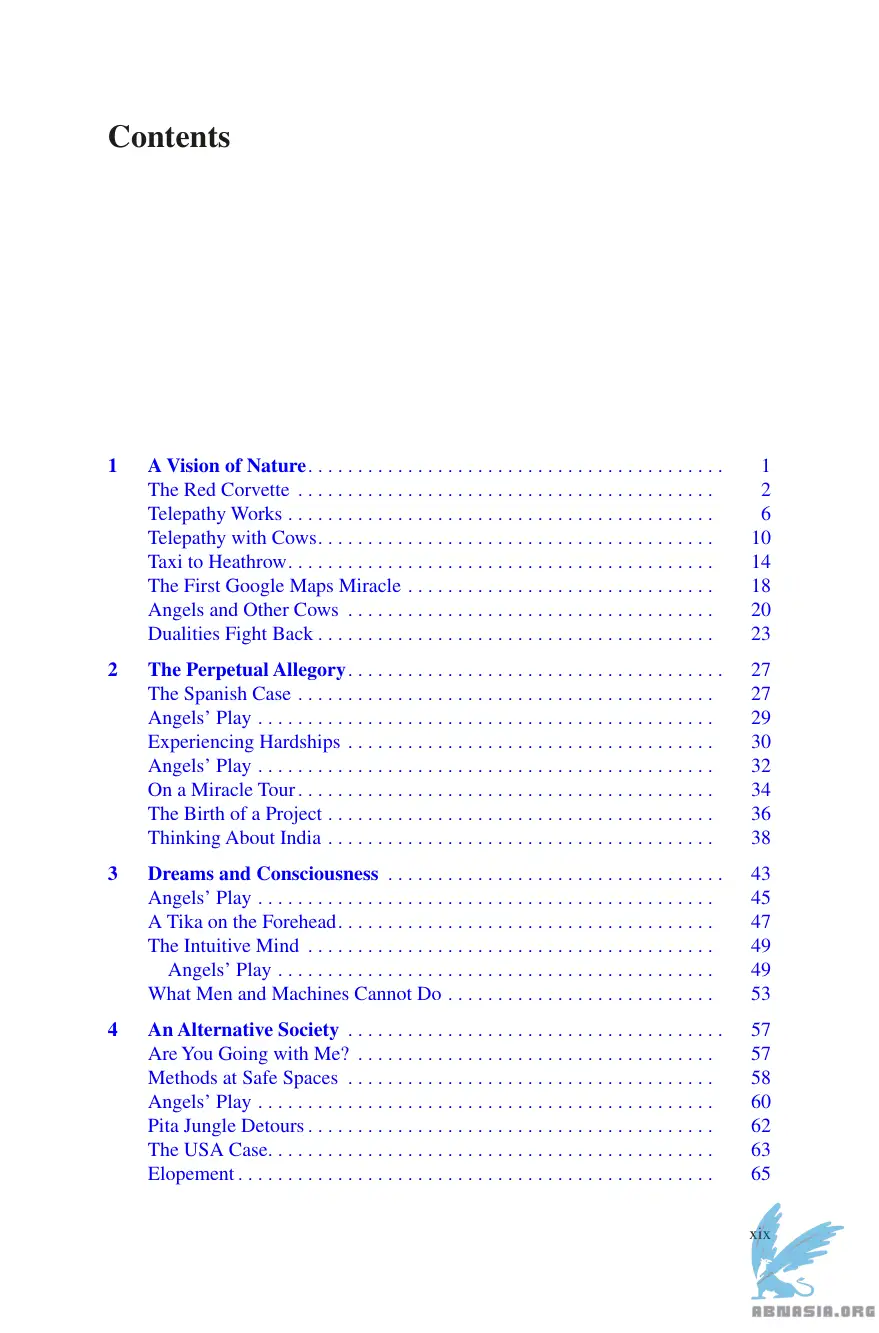 Contents
1 A Vision of Nature . . . . . . . . . . . . . . . . . . . . . . . . . . . . . . . . . . . . . . . . . . 1
The Red Corvette . . . . . . . . . . . . . . . . . . . . . . . . . . . . . . . . . . . . . . . . . . 2
Telepathy Works . . . . . . . . . . . . . . . . . . . . . . . . . . . . . . . . . . . . . . . . . . . 6
Telepathy with Cows . . . . . . . . . . . . . . . . . . . . . . . . . . . . . . . . . . . . . . . . 10
Taxi to Heathrow . . . . . . . . . . . . . . . . . . . . . . . . . . . . . . . . . . . . . . . . . . . 14
The First Google Maps Miracle . . . . . . . . . . . . . . . . . . . . . . . . . . . . . . . 18
Angels and Other Cows . . . . . . . . . . . . . . . . . . . . . . . . . . . . . . . . . . . . . 20
Dualities Fight Back . . . . . . . . . . . . . . . . . . . . . . . . . . . . . . . . . . . . . . . . 23
2 The Perpetual Allegory . . . . . . . . . . . . . . . . . . . . . . . . . . . . . . . . . . . . . . 27
The Spanish Case . . . . . . . . . . . . . . . . . . . . . . . . . . . . . . . . . . . . . . . . . . 27
Angels’ Play . . . . . . . . . . . . . . . . . . . . . . . . . . . . . . . . . . . . . . . . . . . . . . 29
Experiencing Hardships . . . . . . . . . . . . . . . . . . . . . . . . . . . . . . . . . . . . . 30
Angels’ Play . . . . . . . . . . . . . . . . . . . . . . . . . . . . . . . . . . . . . . . . . . . . . . 32
On a Miracle Tour . . . . . . . . . . . . . . . . . . . . . . . . . . . . . . . . . . . . . . . . . . 34
The Birth of a Project . . . . . . . . . . . . . . . . . . . . . . . . . . . . . . . . . . . . . . . 36
Thinking About India . . . . . . . . . . . . . . . . . . . . . . . . . . . . . . . . . . . . . . . 38
3 Dreams and Consciousness . . . . . . . . . . . . . . . . . . . . . . . . . . . . . . . . . . 43
Angels’ Play . . . . . . . . . . . . . . . . . . . . . . . . . . . . . . . . . . . . . . . . . . . . . . 45
A Tika on the Forehead . . . . . . . . . . . . . . . . . . . . . . . . . . . . . . . . . . . . . . 47
The Intuitive Mind . . . . . . . . . . . . . . . . . . . . . . . . . . . . . . . . . . . . . . . . . 49
Angels’ Play . . . . . . . . . . . . . . . . . . . . . . . . . . . . . . . . . . . . . . . . . . . . 49
What Men and Machines Cannot Do . . . . . . . . . . . . . . . . . . . . . . . . . . . 53
4 An Alternative Society . . . . . . . . . . . . . . . . . . . . . . . . . . . . . . . . . . . . . . 57
Are You Going with Me? . . . . . . . . . . . . . . . . . . . . . . . . . . . . . . . . . . . . 57
Methods at Safe Spaces . . . . . . . . . . . . . . . . . . . . . . . . . . . . . . . . . . . . . 58
Angels’ Play . . . . . . . . . . . . . . . . . . . . . . . . . . . . . . . . . . . . . . . . . . . . . . 60
Pita Jungle Detours . . . . . . . . . . . . . . . . . . . . . . . . . . . . . . . . . . . . . . . . . 62
The USA Case . . . . . . . . . . . . . . . . . . . . . . . . . . . . . . . . . . . . . . . . . . . . . 63
Elopement . . . . . . . . . . . . . . . . . . . . . . . . . . . . . . . . . . . . . . . . . . . . . . . . 65
xix
ABNASIA.ORG